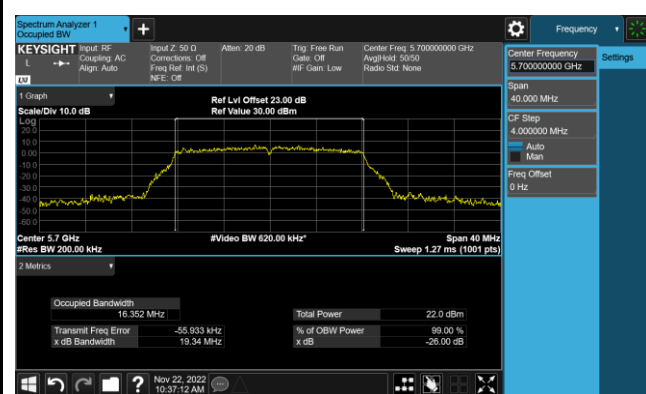 Spectrum Analyzer 1
Occupied BW
+
Frequency
KEYSIGHT
L
LXI
Input: RF
Coupling: AC
Align: Auto
Input Z: 50 Ω
Corrections: Off
Freq Ref: Int (S)
NFE: Off
Atten: 20 dB
Trig: Free Run
Gate: Off
#IF Gain: Low
Center Freq: 5.700000000 GHz
Avg|Hold: 50/50
Radio Std: None
Center Frequency
5.700000000 GHz
Settings
Span
40.000 MHz
CF Step
4.000000 MHz
Auto
Man
Freq Offset
0 Hz
1 Graph
Scale/Div 10.0 dB
Ref Lvl Offset 23.00 dB
Ref Value 30.00 dBm
Log
20.0
10.0
0.00
-10.0
-20.0
-30.0
-40.0
-50.0
-60.0
Center 5.7 GHz
#Video BW 620.00 kHz*
Span 40 MHz
#Res BW 200.00 kHz
Sweep 1.27 ms (1001 pts)
2 Metrics
Occupied Bandwidth
16.352 MHz
Total Power 22.0 dBm
Transmit Freq Error -55.933 kHz
% of OBW Power 99.00 %
x dB Bandwidth 19.34 MHz
x dB -26.00 dB
?
Nov 22, 2022
10:37:12 AM